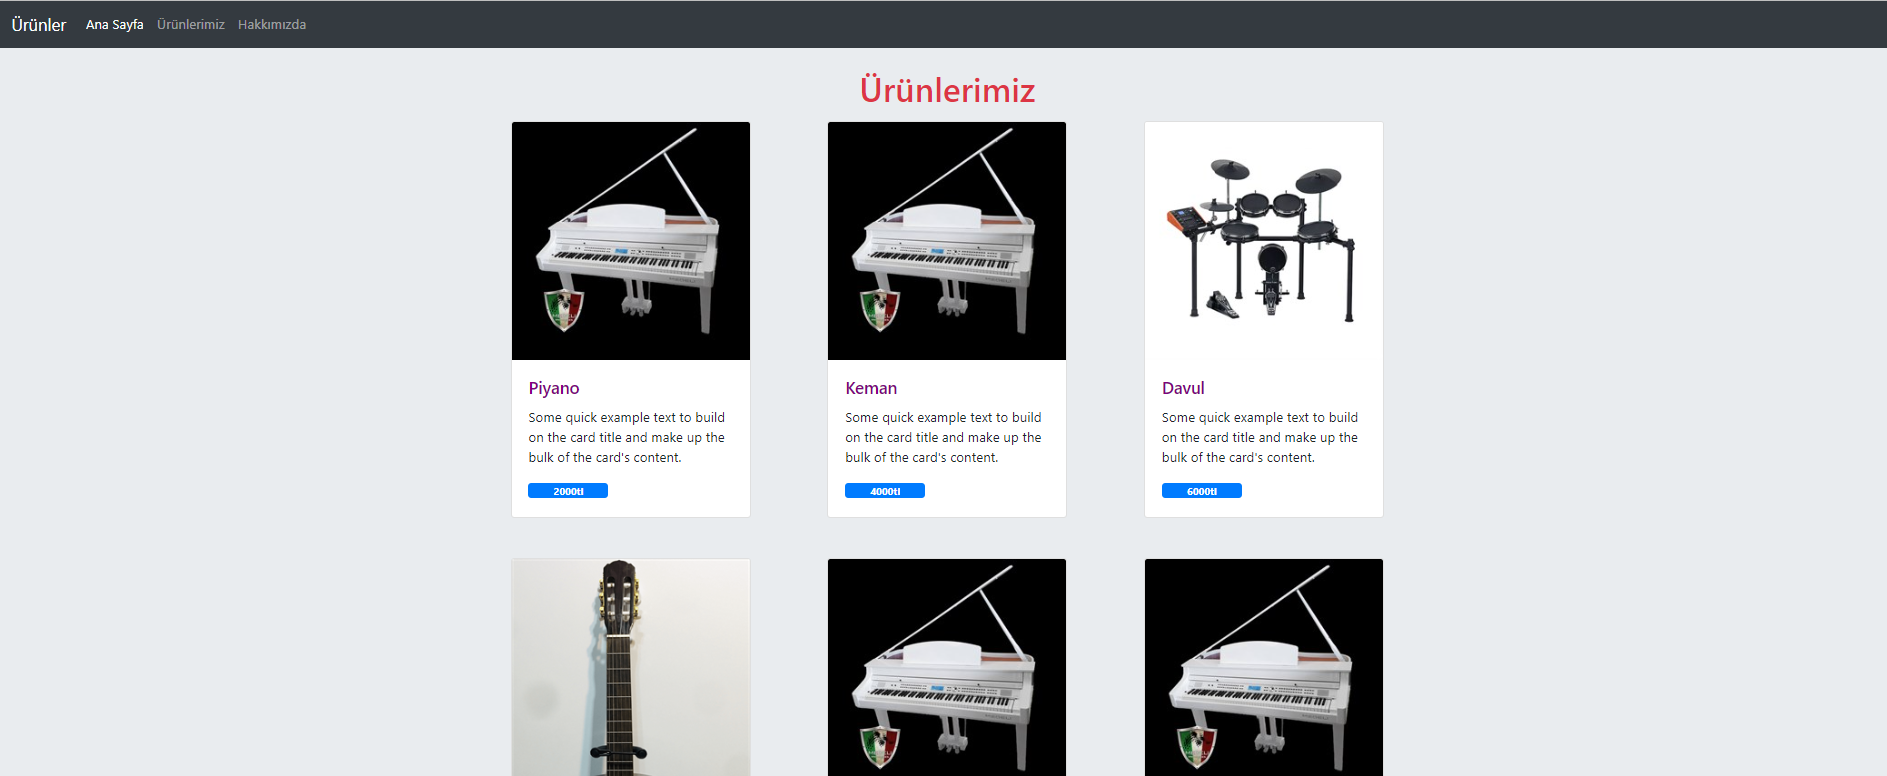 Ürünler Ana Sayfa Ürünlerimiz Hakkımızda
Ürünlerimiz
Piyano
Some quick example text to build
on the card title and make up the
bulk of the card's content.
2000tl
Keman
Some quick example text to build
on the card title and make up the
bulk of the card's content.
4000tl
Davul
Some quick example text to build
on the card title and make up the
bulk of the card's content.
6000tl